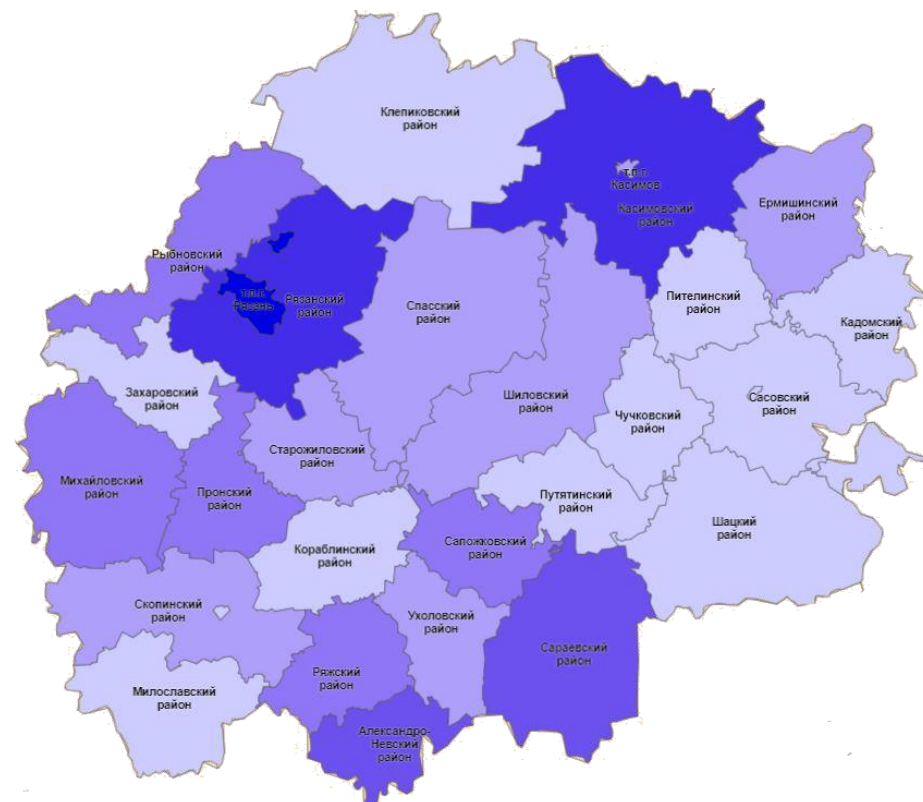 Клепиковский
район
т.п.г.
Касимов
Касимовский
район
Ермишинский
район
Рыбновский
район
т.п.г.
Рязань
Рязанский
район
Спасский
район
Пителинский
район
Кадомский
район
Захаровский
район
Шиловский
район
Чучковский
район
Сасовский
район
Старожиловский
район
Михайловский
район
Пронский
район
Путятинский
район
Шацкий
район
Кораблинский
район
Сапожковский
район
Скопинский
район
Ухоловский
район
Сараевский
район
Ряжский
район
Милославский
район
Александро-
Невский
район